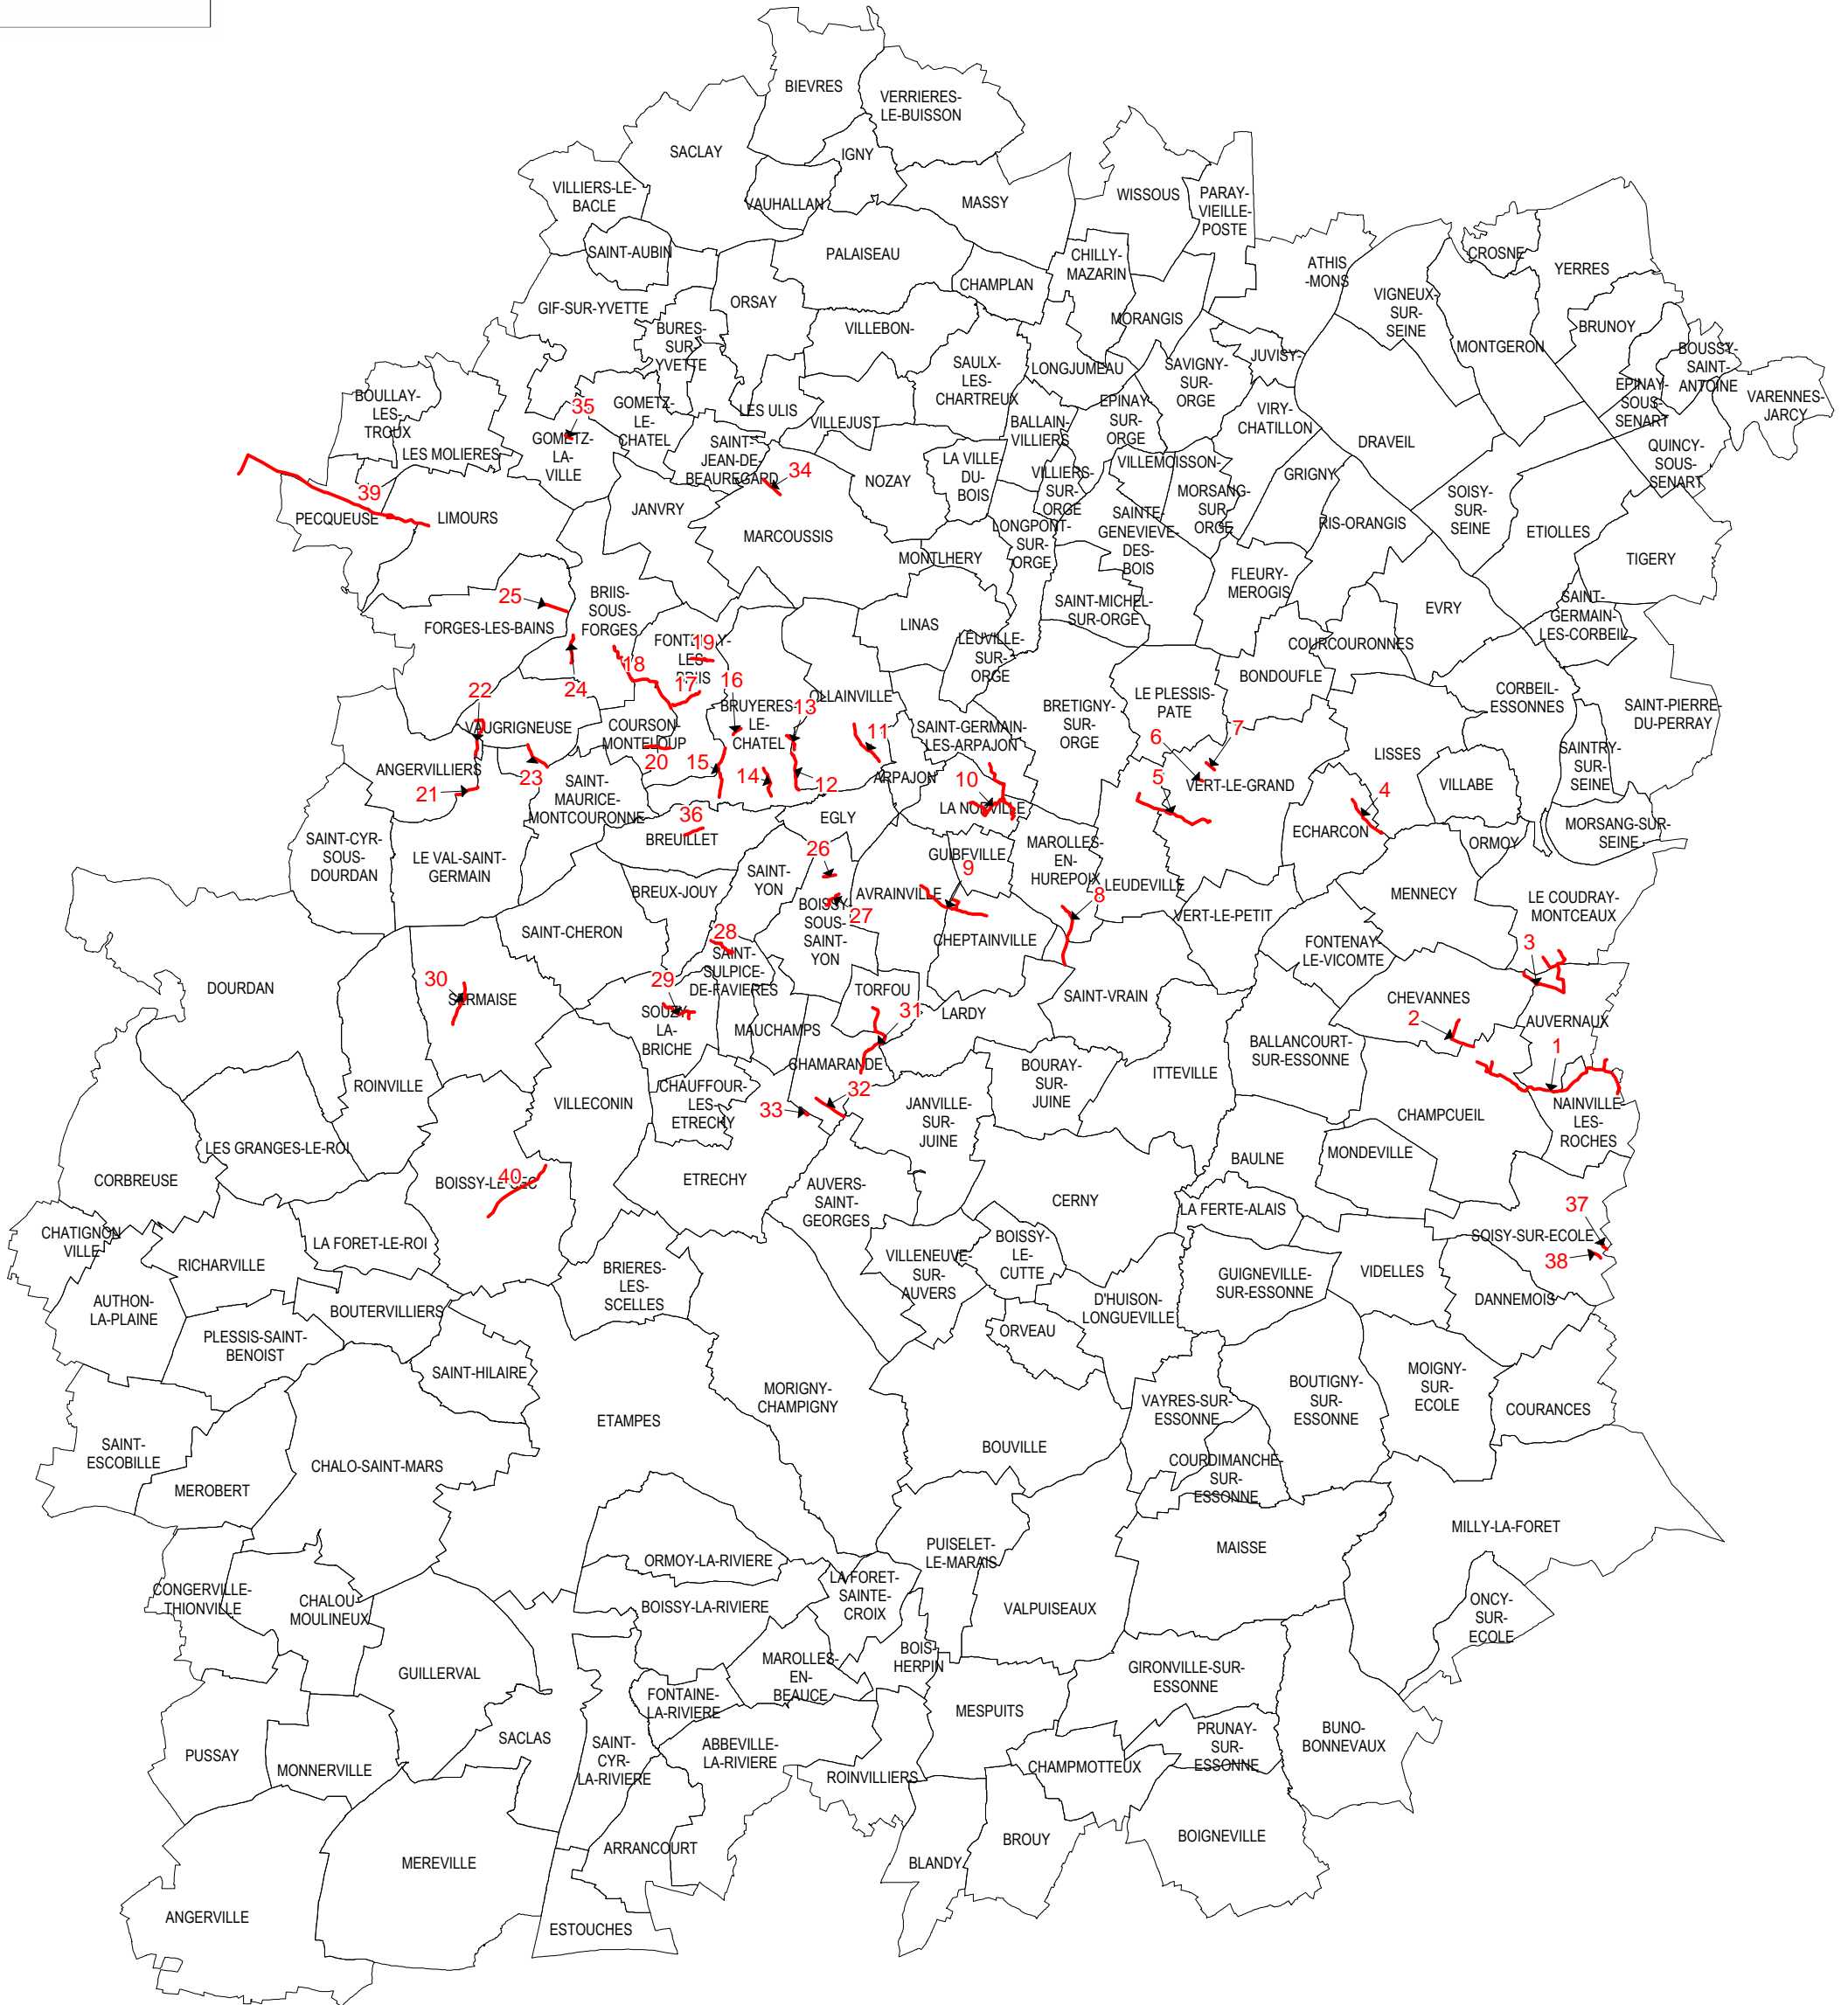 BIEVRES
VERRIERES-
LE-BUISSON
SACLAY
IGNY
VILLIERS-LE-
BACLE
VAUHALLAN
MASSY
WISSOUS
PARAY-
VIEILLE-
POSTE
SAINT-AUBIN
PALAISEAU
CHILLY-
MAZARIN
ATHIS
-MONS
CROSNE
YERRES
GIF-SUR-YVETTE
ORSAY
CHAMPLAN
VIGNEUX-
SUR-
SEINE
BURES-
SUR-
YVETTE
VILLEBON-
MORANGIS
BRUNOY
MONTGERON
BOUSSY-
SAINT-
ANTOINE
JUVISY-
SAVIGNY-
SUR-
ORGE
LONGJUMEAU
SAULX-
LES-
CHARTREUX
EPINAY-
SOUS-
SENART
VARENNES-
JARCY
BOULLAY-
LES-
TROUX
35
GOMETZ-
LE-
CHATEL
LES ULIS
VILLEJUST
BALLAIN-
VILLIERS
EPINAY-
SUR-
ORGE
VIRY-
CHATILLON
DRAVEIL
QUINCY-
SOUS-
SENART
LES MOLIERES
GOMETZ-
LA-
VILLE
SAINT-
JEAN-DE-
BEAUREGARD
34
NOZAY
LA VILLE-
DU-
BOIS
VILLIERS-
SUR-
ORGE
VILLEMOISSON-
MORSANG-
SUR-
ORGE
GRIGNY
39
PECQUEUSE
LIMOURS
JANVRY
MARCOUSSIS
MONTLHERY
LONGPONT-
SUR-
ORGE
SAINTE-
GENEVIEVE-
DES-
BOIS
RIS-ORANGIS
SOISY-
SUR-
SEINE
ETIOLLES
TIGERY
25
BRIIS-
SOUS-
FORGES
FORGES-LES-BAINS
LINAS
SAINT-MICHEL-
SUR-ORGE
FLEURY-
MEROGIS
EVRY
SAINT-
GERMAIN-
LES-CORBEIL
COURCOURONNES
18
19
LES-
17
16
LEUVILLE-
SUR-
ORGE
BONDOUFLE
24
22
VAUGRIGNEUSE
COURSON-
MONTELOUP
BRUYERES-
LE-
CHATEL
13
OLLAINVILLE
11
SAINT-GERMAIN-
LES-ARPAJON
BRETIGNY-
SUR-
ORGE
LE PLESSIS-
PATE
6
7
CORBEIL-
ESSONNES
SAINT-PIERRE-
DU-PERRAY
LISSES
SAINTRY-
SUR-
SEINE
ANGERVILLIERS
21
23
20
15
14
12
ARPAJON
10
LA NORVILLE
5
VERT-LE-GRAND
4
VILLABE
SAINT-
MAURICE-
MONTCOURONNE
36
BREUILLET
EGLY
ECHARCON
ORMOY
MORSANG-SUR-
SEINE
SAINT-CYR-
SOUS-
DOURDAN
LE VAL-SAINT-
GERMAIN
26
GUIBEVILLE
MAROLLES-
EN-
HUREPOIX
9
BREUX-JOUY
SAINT-
YON
AVRAINVILLE
LEUDEVILLE
8
MENNECY
LE COUDRAY-
MONTCEAUX
SAINT-CHERON
27
BOISSY-
SOUS-
SAINT-
YON
28
CHEPTAINVILLE
VERT-LE-PETIT
FONTENAY-
LE-VICOMTE
3
DOURDAN
30
SERMAISE
29
SAINT-
SULPICE-
DE-FAVIERES
TORFOU
31
LARDY
SAINT-VRAIN
CHEVANNES
2
AUVERNAUX
1
SOUZY-
LA-
BRICHE
MAUCHAMPS
CHAMARANDE
BALLANCOURT-
SUR-ESSONNE
ROINVILLE
VILLECONIN
CHAUFFOUR-
LES-
ETRECHY
33
32
JANVILLE-
SUR-
JUINE
BOURAY-
SUR-
JUINE
ITTEVILLE
CHAMPCUEIL
NAINVILLE-
LES-
ROCHES
LES GRANGES-LE-ROI
CORBREUSE
BOISSY-LE-SEC
40
ETRECHY
AUVERS-
SAINT-
GEORGES
CERNY
BAULNE
MONDEVILLE
LA FERTE-ALAIS
37
SOISY-SUR-ECOLE
38
CHATIGNON
VILLE
LA FORET-LE-ROI
RICHARVILLE
BRIERES-
LES-
SCELLES
VILLENEUVE-
SUR-
AUVERS
BOISSY-
LE-
CUTTE
GUIGNEVILLE-
SUR-ESSONNE
VIDELLES
DANNEMOIS
AUTHON-
LA-PLAINE
BOUTERVILLIERS
D'HUISON-
LONGUEVILLE
PLESSIS-SAINT-
BENOIST
ORVEAU
SAINT-HILAIRE
MORIGNY-
CHAMPIGNY
VAYRES-SUR-
ESSONNE
BOUTIGNY-
SUR-
ESSONNE
MOIGNY-
SUR-
ECOLE
COURANCES
ETAMPES
SAINT-
ESCOBILLE
CHALO-SAINT-MARS
BOUVILLE
COURDIMANCHE-
SUR-
ESSONNE
MEROBERT
MILLY-LA-FORET
ORMOY-LA-RIVIERE
PUISELET-
LE-MARAIS
MAISSE
CONGERVILLE-
THIONVILLE
CHALOU-
MOULINEUX
BOISSY-LA-RIVIERE
LA FORET-
SAINTE-
CROIX
VALPUISEAUX
ONCY-
SUR-
ECOLE
GUILLERVAL
MAROLLES-
EN-
BEAUCE
BOIS-
HERPIN
GIRONVILLE-SUR-
ESSONNE
FONTAINE-
LA-RIVIERE
MESPUITS
PUSSAY
MONNERVILLE
SACLAS
SAINT-
CYR-
LA-RIVIERE
ABBEVILLE-
LA-RIVIERE
ROINVILLIERS
CHAMPMOTTEUX
PRUNAY-
SUR-
ESSONNE
BUNO-
BONNEVAUX
MEREVILLE
ARRANCOURT
BLANDY
BROUY
BOIGNEVILLE
ANGERVILLE
ESTOUCHES